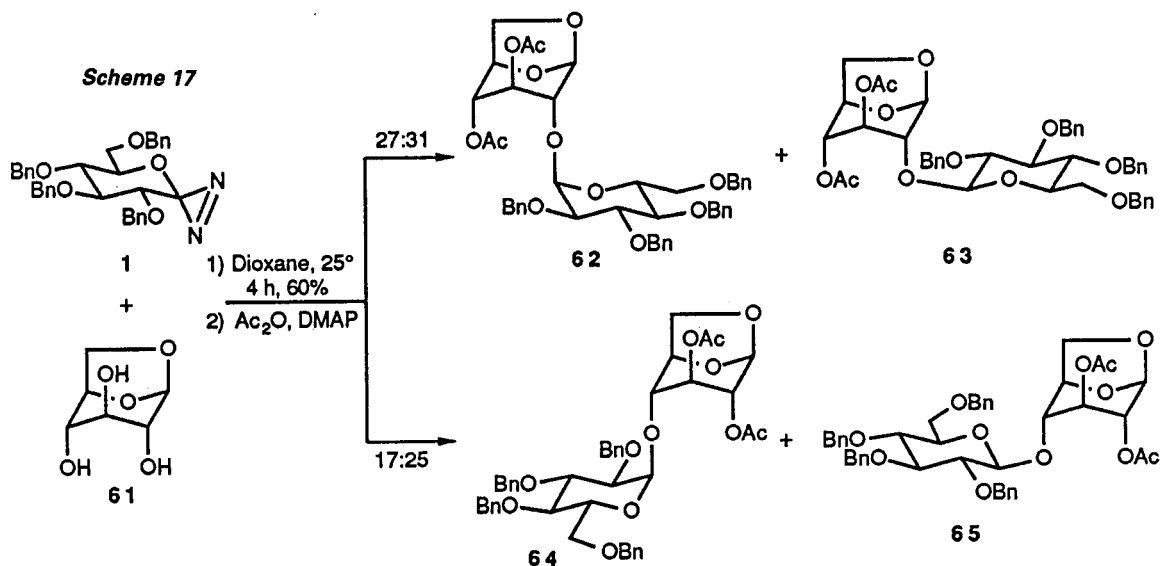 Scheme 17
OBn
BnO
BnO
O
BnO
N
N
1
+
OH
O
O
OH
OH
61
1) Dioxane, 25°
4 h, 60%
2) Ac₂O, DMAP
27:31
17:25
O
OAc
O
OAc
O
O
OBn
BnO
OBn
OBn
62
+
O
OAc
O
OAc
O
BnO
OBn
OBn
O
OBn
63
O
OAc
O
OAc
O
BnO
BnO
BnO
O
OBn
64
+
O
OAc
O
OAc
OBn
BnO
BnO
O
O
OBn
65